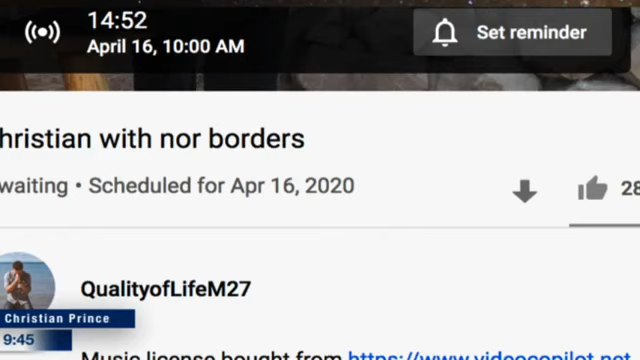 14:52
April 16, 10:00 AM
Set reminder
hristian with nor borders
waiting • Scheduled for Apr 16, 2020
28
QualityofLifeM27
Christian Prince
9:45
Music license bought from https://www.videocopilot.net